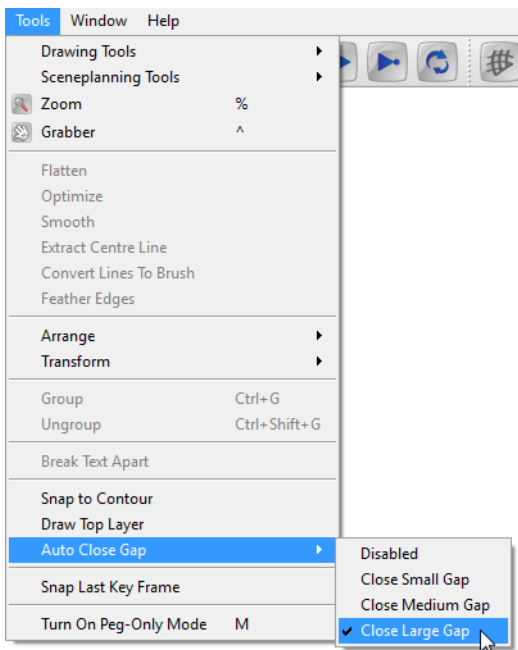 Tools Window Help
Drawing Tools
Sceneplanning Tools
Zoom %
Grabber ^
Flatten
Optimize
Smooth
Extract Centre Line
Convert Lines To Brush
Feather Edges
Arrange
Transform
Group Ctrl+G
Ungroup Ctrl+Shift+G
Break Text Apart
Snap to Contour
Draw Top Layer
Auto Close Gap
Snap Last Key Frame
Turn On Peg-Only Mode M
Disabled
Close Small Gap
Close Medium Gap
Close Large Gap